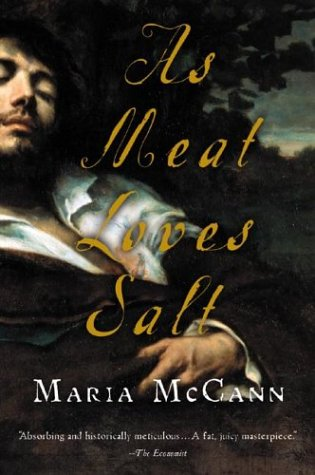 As
Meat
Loves
Salt
MARIA MCCANN
"Absorbing and historically meticulous...A fat, juicy masterpiece."
--The Economist